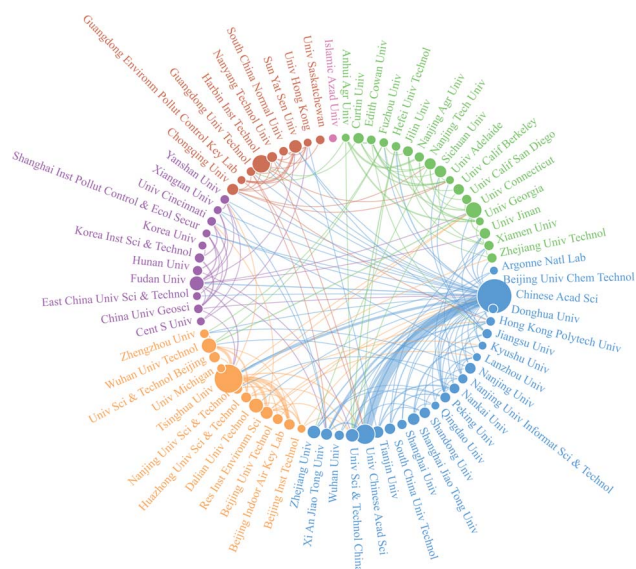 Islamic Azad Univ
Anhui Agr Univ
Curtin Univ
Edith Cowan Univ
Fuzhou Univ
Hefei Univ Technol
Jilin Univ
Nanjing Agr Univ
Nanjing Tech Univ
Sichuan Univ
Univ Adelaide
Univ Calif Berkeley
Univ Calif San Diego
Univ Connecticut
Univ Georgia
Univ Jinan
Xiamen Univ
Zhejiang Univ Technol
Argonne Natl Lab
Beijing Univ Chem Technol
Chinese Acad Sci
Donghua Univ
Hong Kong Polytech Univ
Jiangsu Univ
Kyushu Univ
Lanzhou Univ
Nanjing Univ
Nanjing Univ Informat Sci & Technol
Nankai Univ
Peking Univ
Qingdao Univ
Shandong Univ
Shanghai Jiao Tong Univ
Shanghai Univ
South China Univ Technol
Tianjin Univ
Univ Chinese Acad Sci
Univ Sci & Technol China
Wuhan Univ
Xi An Jiao Tong Univ
Zhejiang Univ
Beijing Inst Technol
Beijing Indoor Air Key Lab
Beijing Univ Technol
Res Inst Environm Sci
Dalian Univ Technol
Huazhong Univ Sci & Technol
Nanjing Univ Sci & Technol
Tsinghua Univ
Univ Michigan
Univ Sci & Technol Beijing
Wuhan Univ Technol
Zhengzhou Univ
Cent S Univ
China Univ Geosci
East China Univ Sci & Technol
Fudan Univ
Hunan Univ
Korea Inst Sci & Technol
Korea Univ
Shanghai Inst Pollut Control & Ecol Secur
Univ Cincinnati
Xiangtan Univ
Yanshan Univ
Chongqing Univ
Guangdong Environm Pollut Control Key Lab
Guangdong Univ Technol
Harbin Inst Technol
Nanyang Technol Univ
South China Normal Univ
Sun Yat Sen Univ
Univ Hong Kong
Univ Saskatchewan